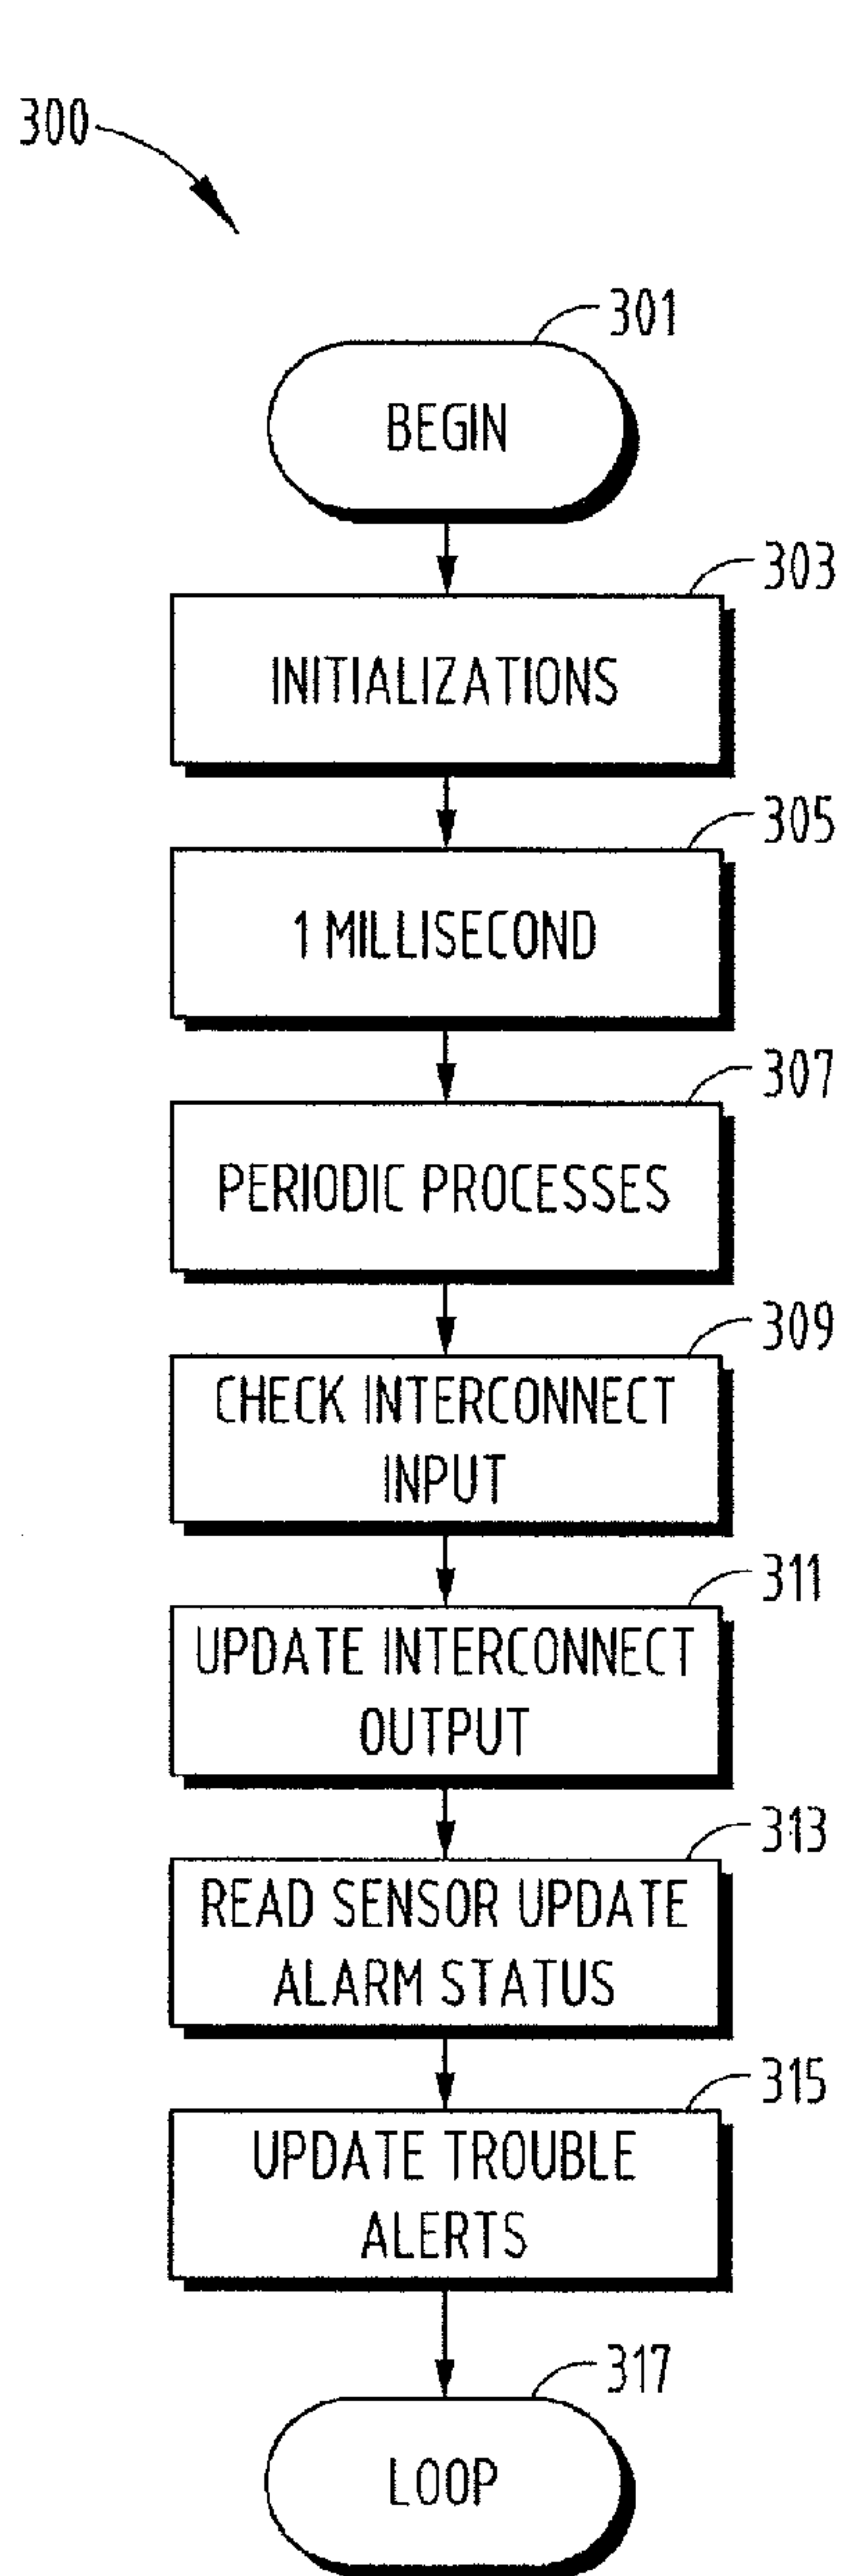 300
301
BEGIN
303
INITIALIZATIONS
305
1 MILLISECOND
307
PERIODIC PROCESSES
309
CHECK INTERCONNECT
INPUT
311
UPDATE INTERCONNECT
OUTPUT
313
READ SENSOR UPDATE
ALARM STATUS
315
UPDATE TROUBLE
ALERTS
317
LOOP